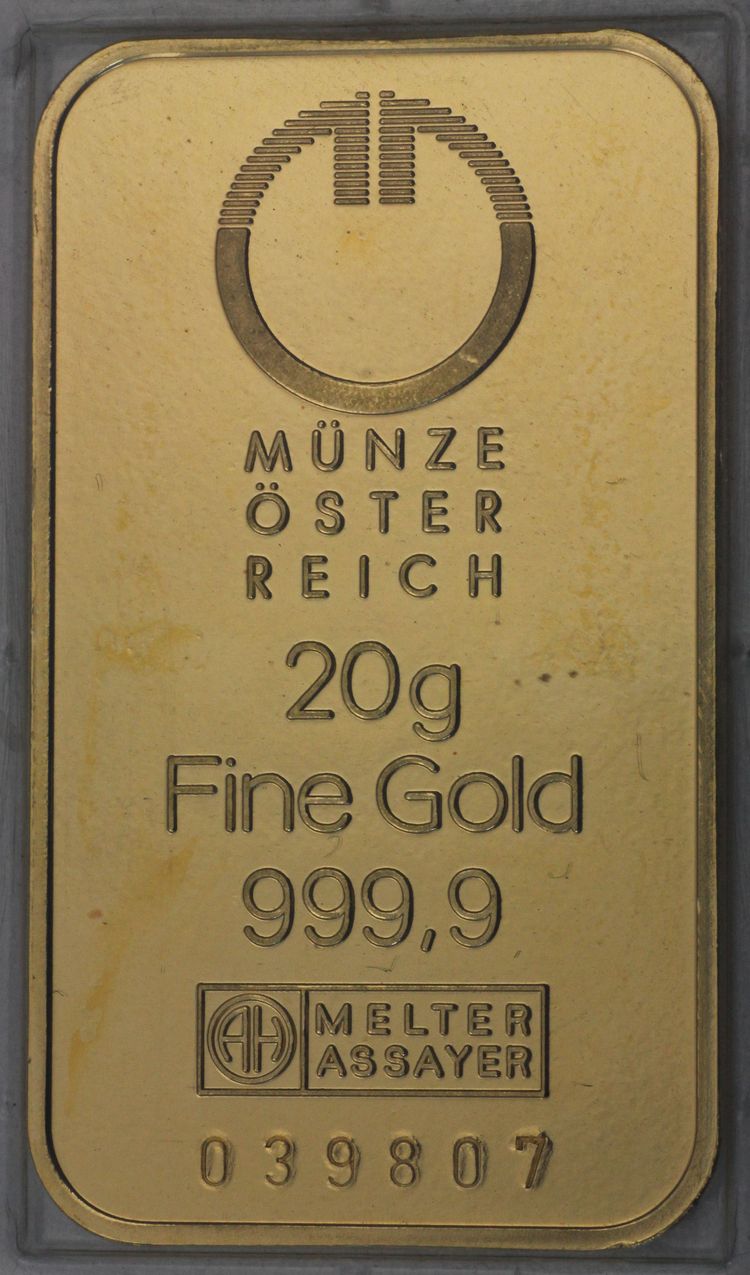 MÜNZE
ÖSTER
REICH
20g
Fine Gold
999,9
AH MELTER
ASSAYER
039807